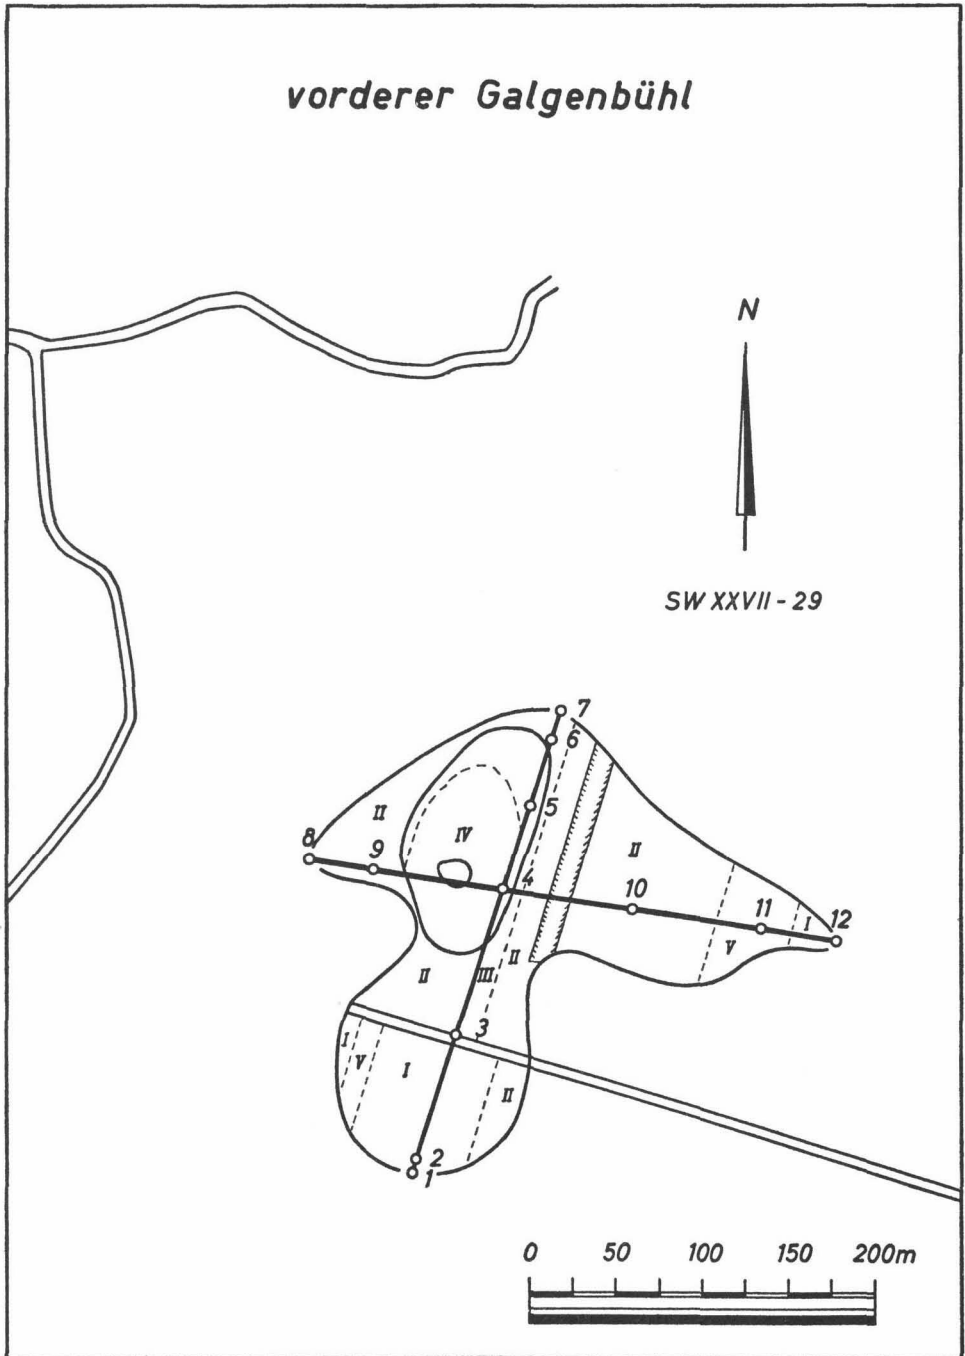 vorderer Galgenbühl
N
SW XXVII - 29
7
6
5
II
8
9
IV
4
II
10
11
I
12
V
II
III
II
3
I
V
I
II
2
1
0 50 100 150 200m